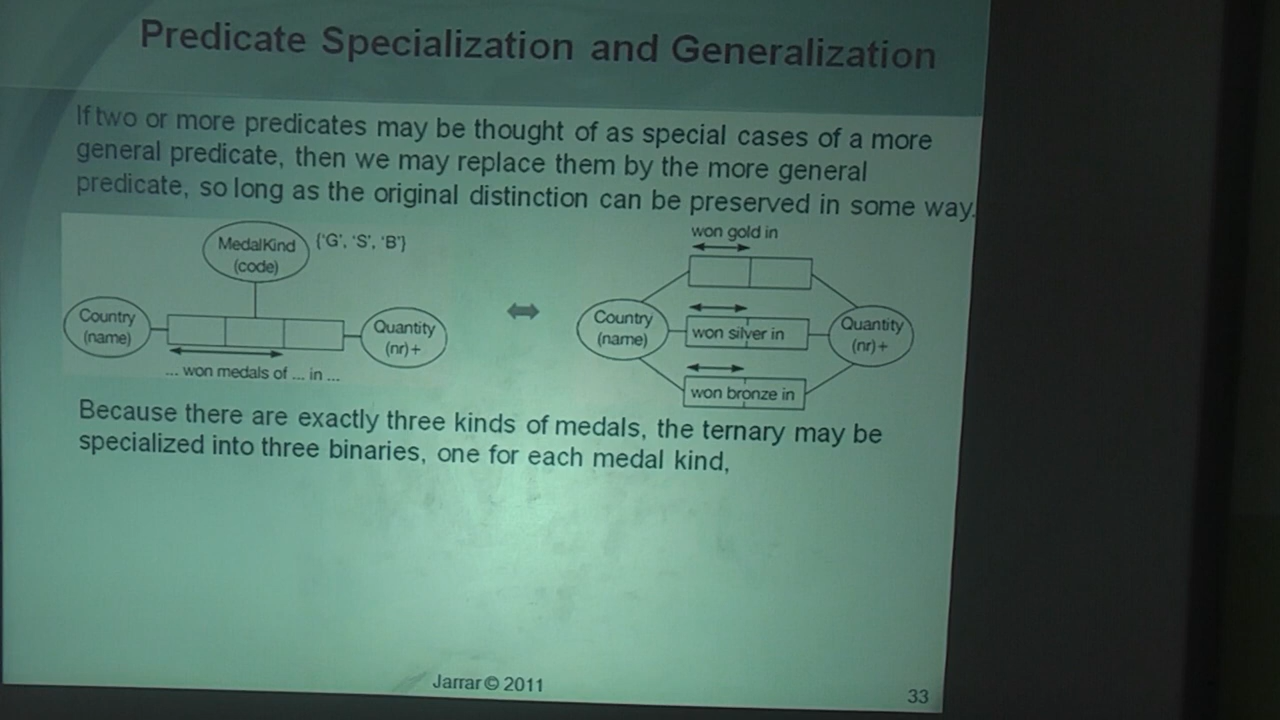 Predicate Specialization and Generalization
If two or more predicates may be thought of as special cases of a more
general predicate, then we may replace them by the more general
predicate, so long as the original distinction can be preserved in some way.
MedalKind
(code)
{'G', 'S', 'B'}
Country
(name)
Quantity
(nr)+
... won medals of ... in ...
won gold in
Country
(name)
won silver in
Quantity
(nr)+
won bronze in
Because there are exactly three kinds of medals, the ternary may be
specialized into three binaries, one for each medal kind,
Jarrar © 2011
33